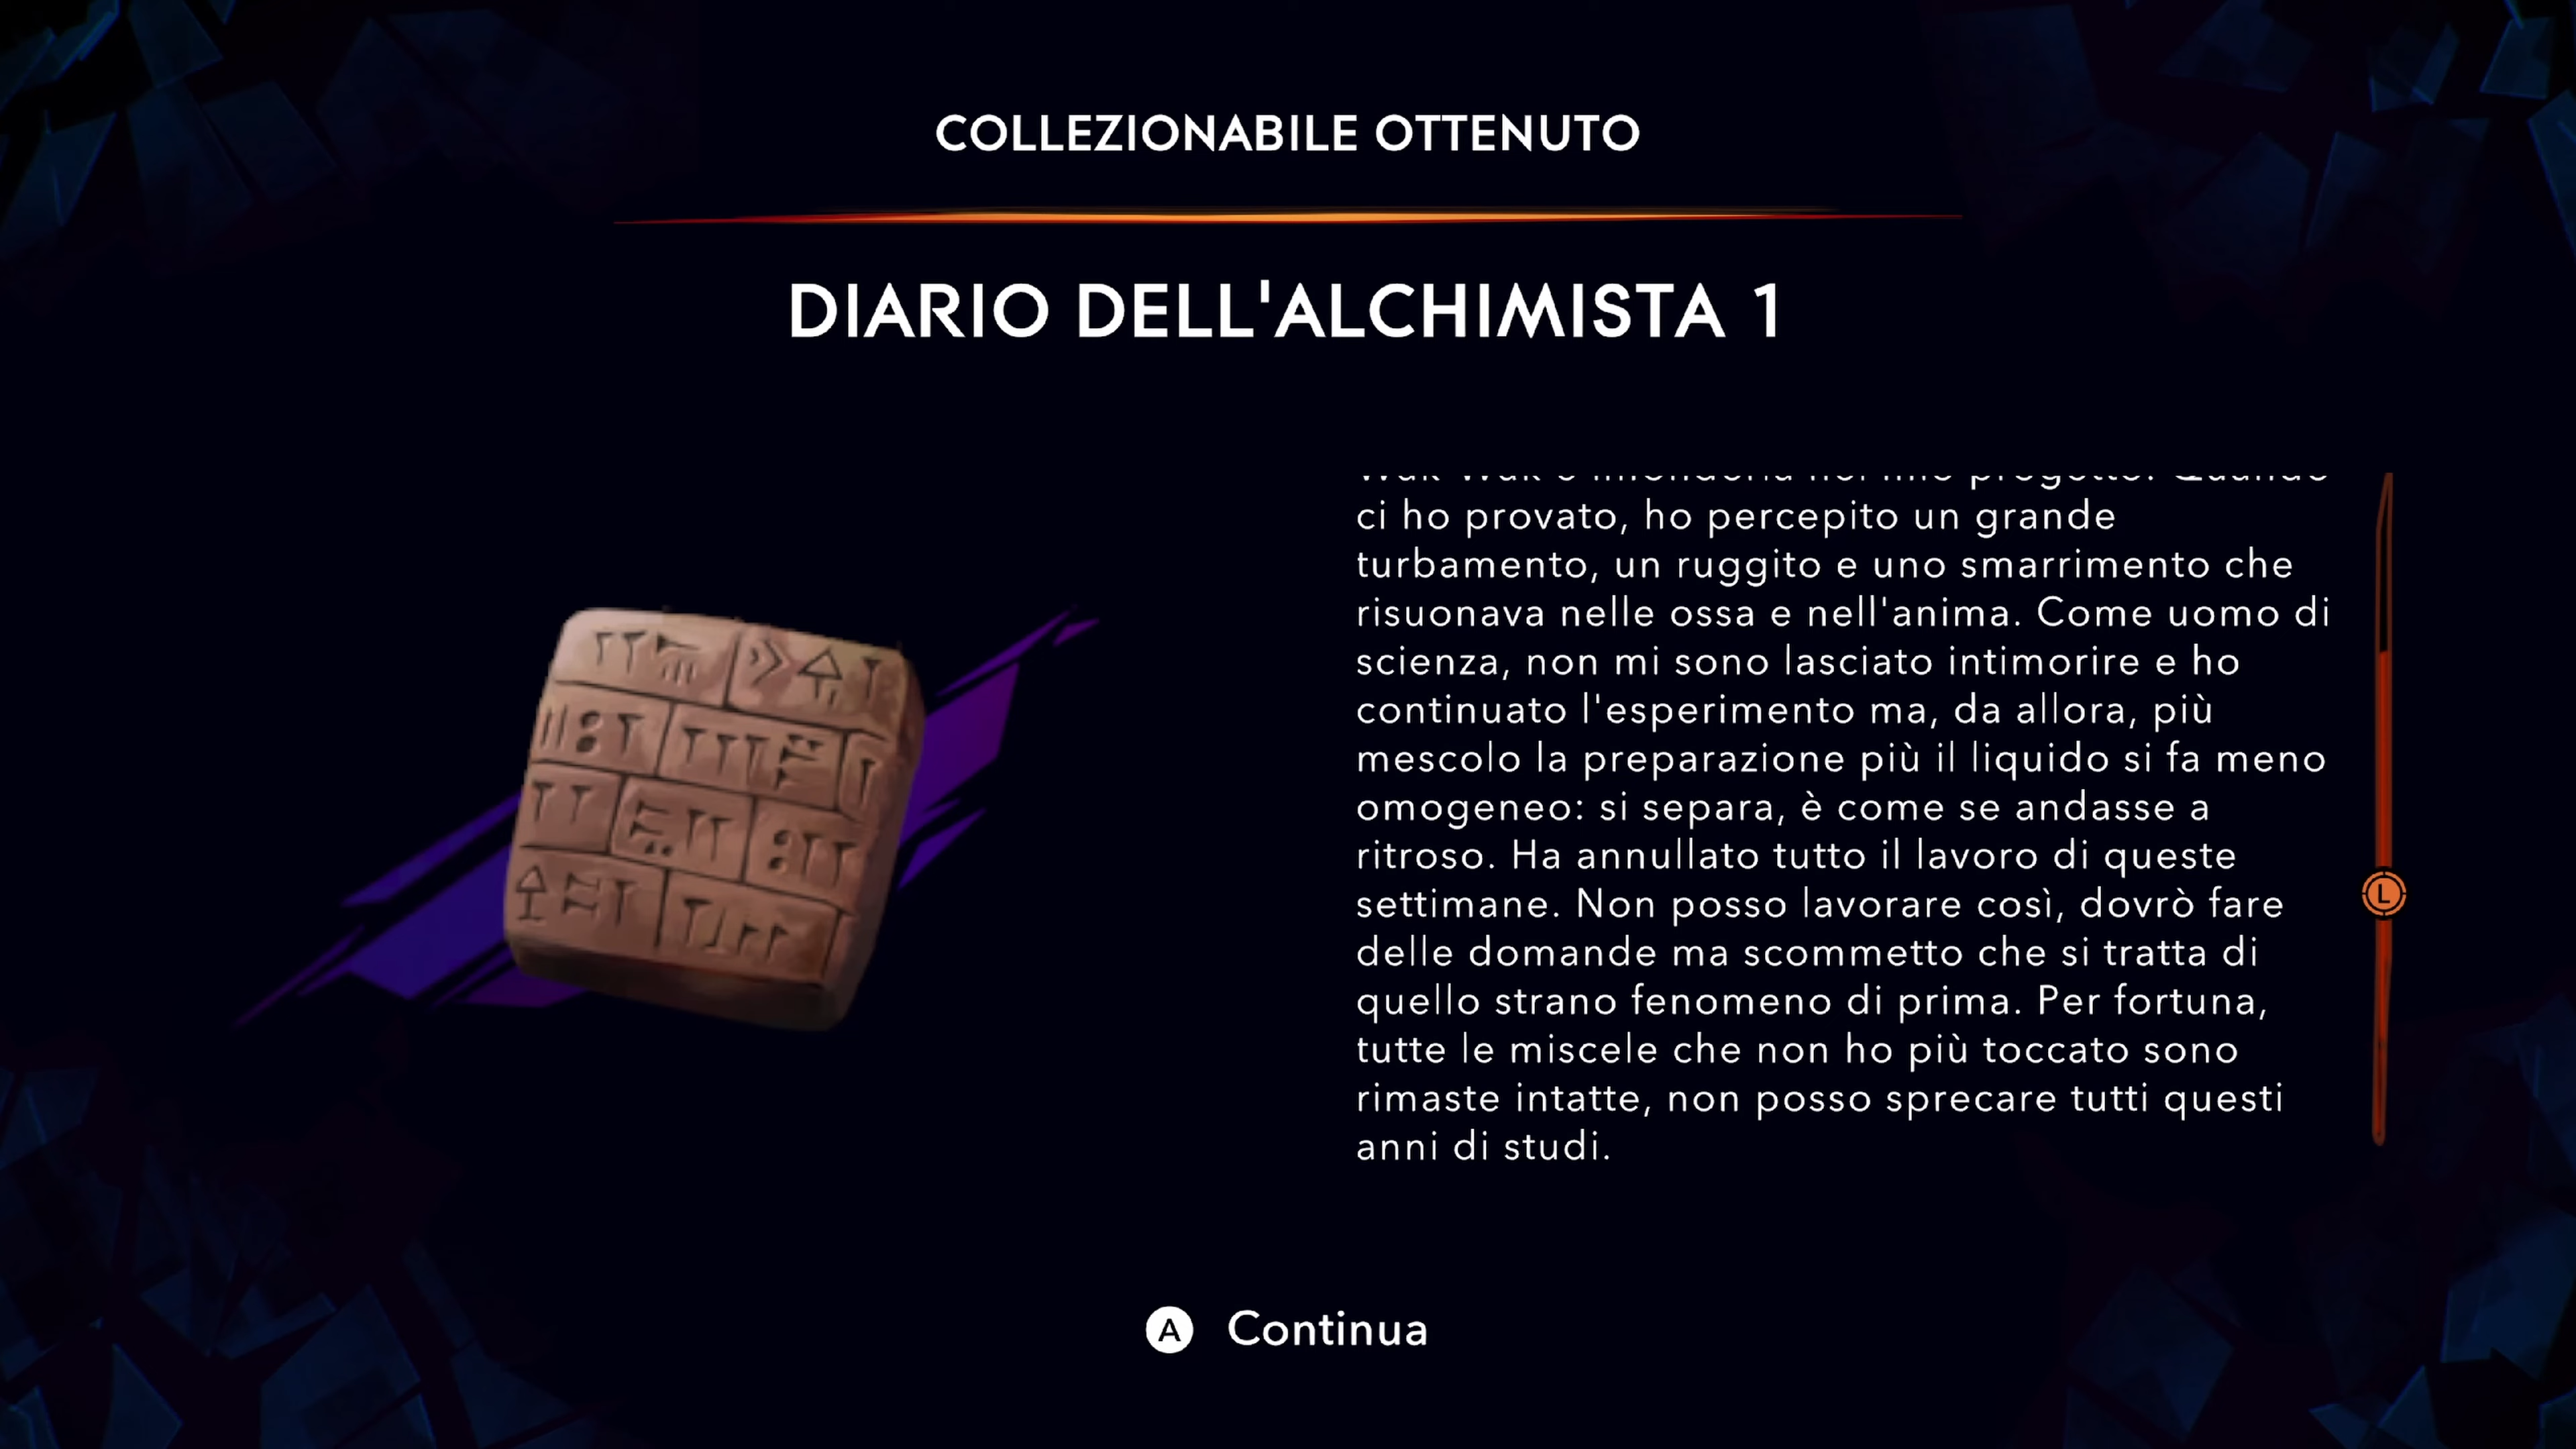 COLLEZIONABILE OTTENUTO
DIARIO DELL'ALCHIMISTA 1
ci ho provato, ho percepito un grande
turbamento, un ruggito e uno smarrimento che
risuonava nelle ossa e nell'anima. Come uomo di
scienza, non mi sono lasciato intimorire e ho
continuato l'esperimento ma, da allora, più
mescolo la preparazione più il liquido si fa meno
omogeneo: si separa, è come se andasse a
ritroso. Ha annullato tutto il lavoro di queste
settimane. Non posso lavorare così, dovrò fare
delle domande ma scommetto che si tratta di
quello strano fenomeno di prima. Per fortuna,
tutte le miscele che non ho più toccato sono
rimaste intatte, non posso sprecare tutti questi
anni di studi.
L
A Continua